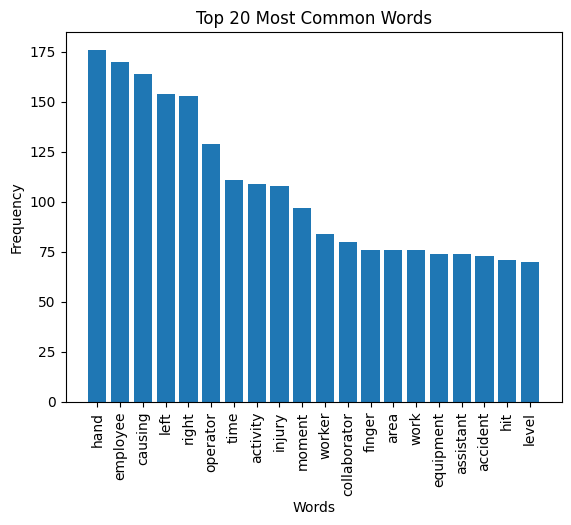 Top 20 Most Common Words
Frequency
175
150
125
100
75
50
25
0
hand
employee
causing
left
right
operator
time
activity
injury
moment
worker
collaborator
finger
area
work
equipment
assistant
accident
hit
level
Words